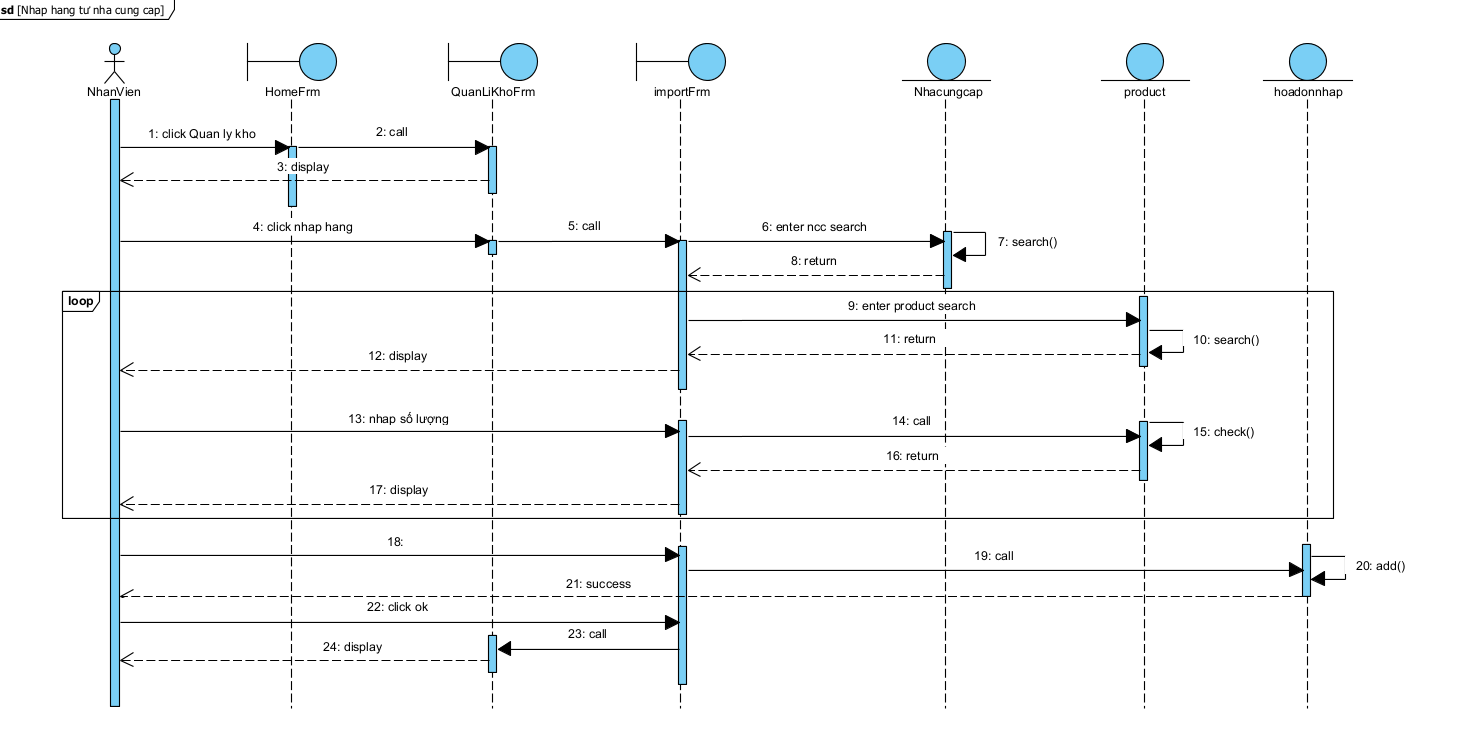 sd [Nhap hang tư nha cung cap]
NhanVien
HomeFrm
QuanLiKhoFrm
importFrm
Nhacungcap
product
hoadonnhap
1: click Quan ly kho
2: call
3: display
4: click nhap hang
5: call
6: enter ncc search
7: search()
8: return
loop
9: enter product search
10: search()
11: return
12: display
13: nhap số lượng
14: call
15: check()
16: return
17: display
18:
19: call
20: add()
21: success
22: click ok
23: call
24: display